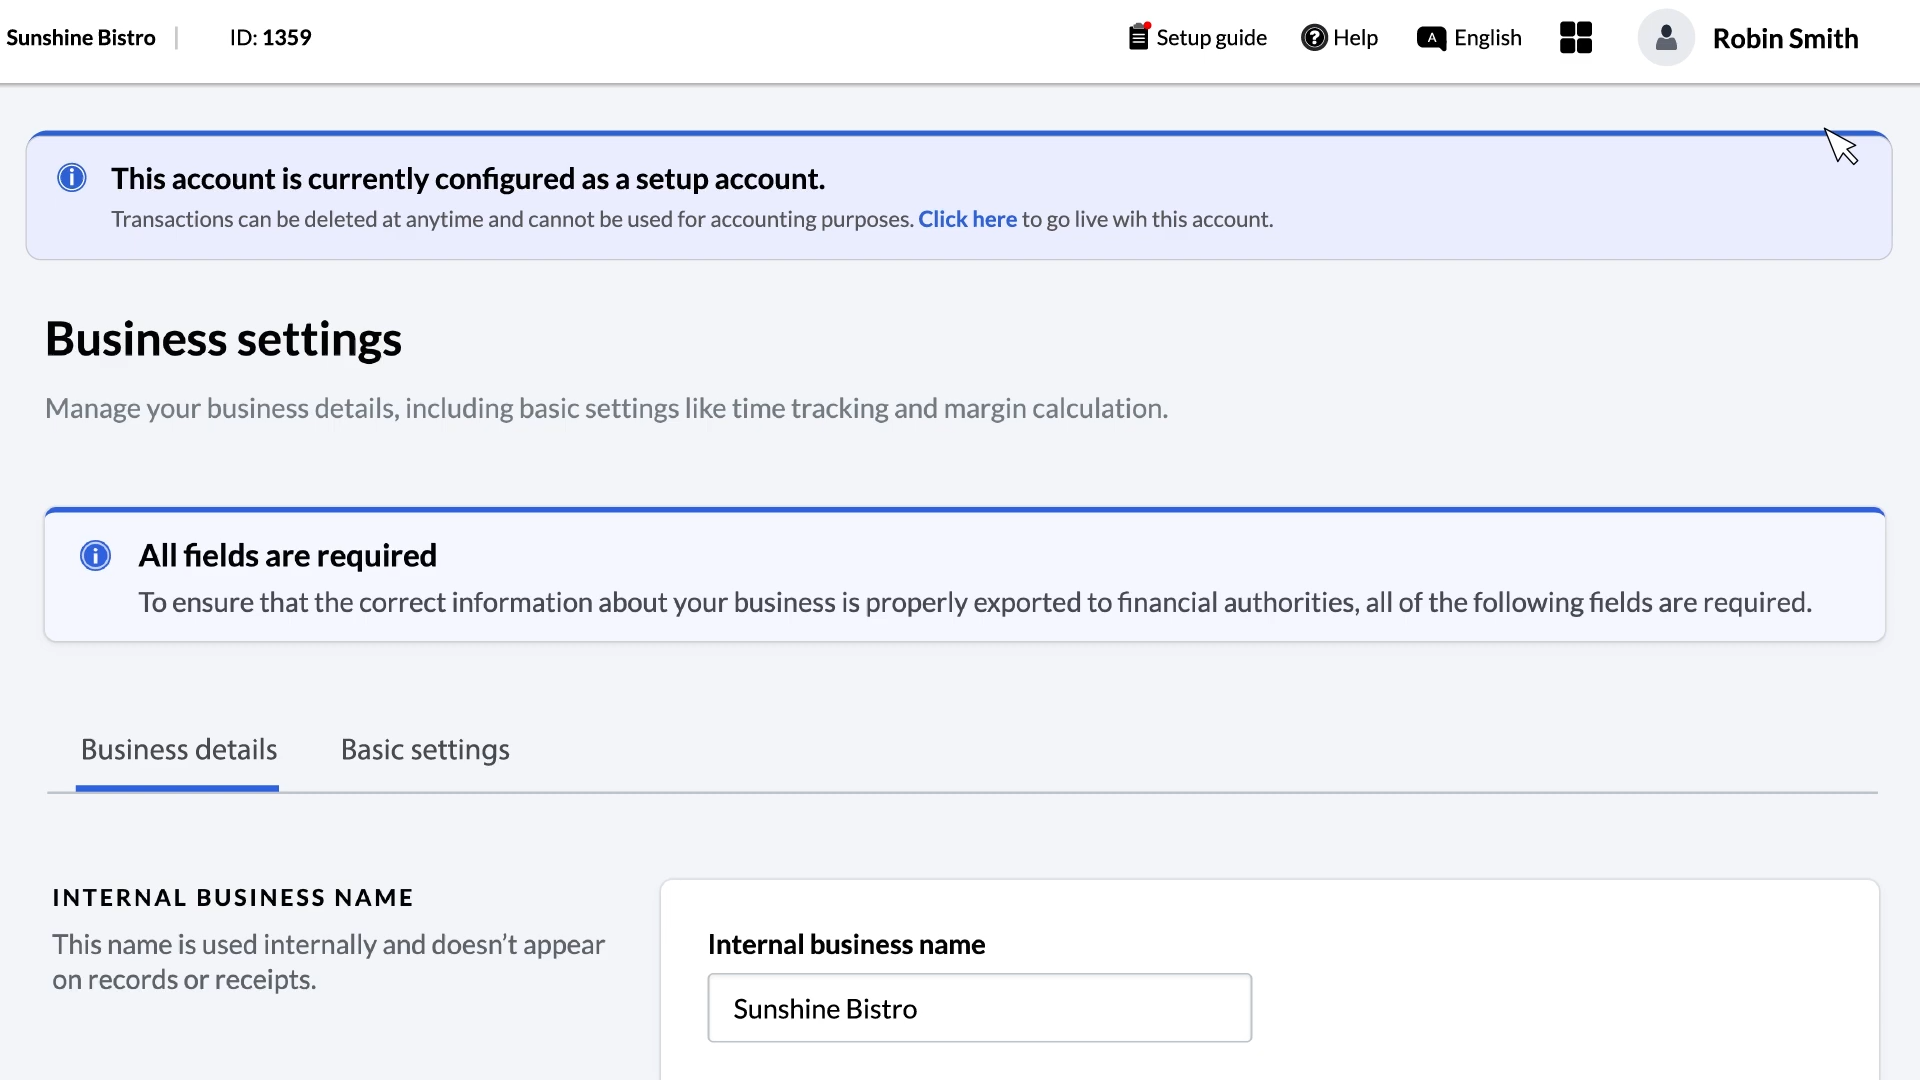 Sunshine Bistro
ID: 1359
Setup guide
Help
A
English
Robin Smith
This account is currently configured as a setup account.
Transactions can be deleted at anytime and cannot be used for accounting purposes. Click here to go live wih this account.
Business settings
Manage your business details, including basic settings like time tracking and margin calculation.
All fields are required
To ensure that the correct information about your business is properly exported to financial authorities, all of the following fields are required.
Business details
Basic settings
INTERNAL BUSINESS NAME
This name is used internally and doesn’t appear
on records or receipts.
Internal business name
Sunshine Bistro